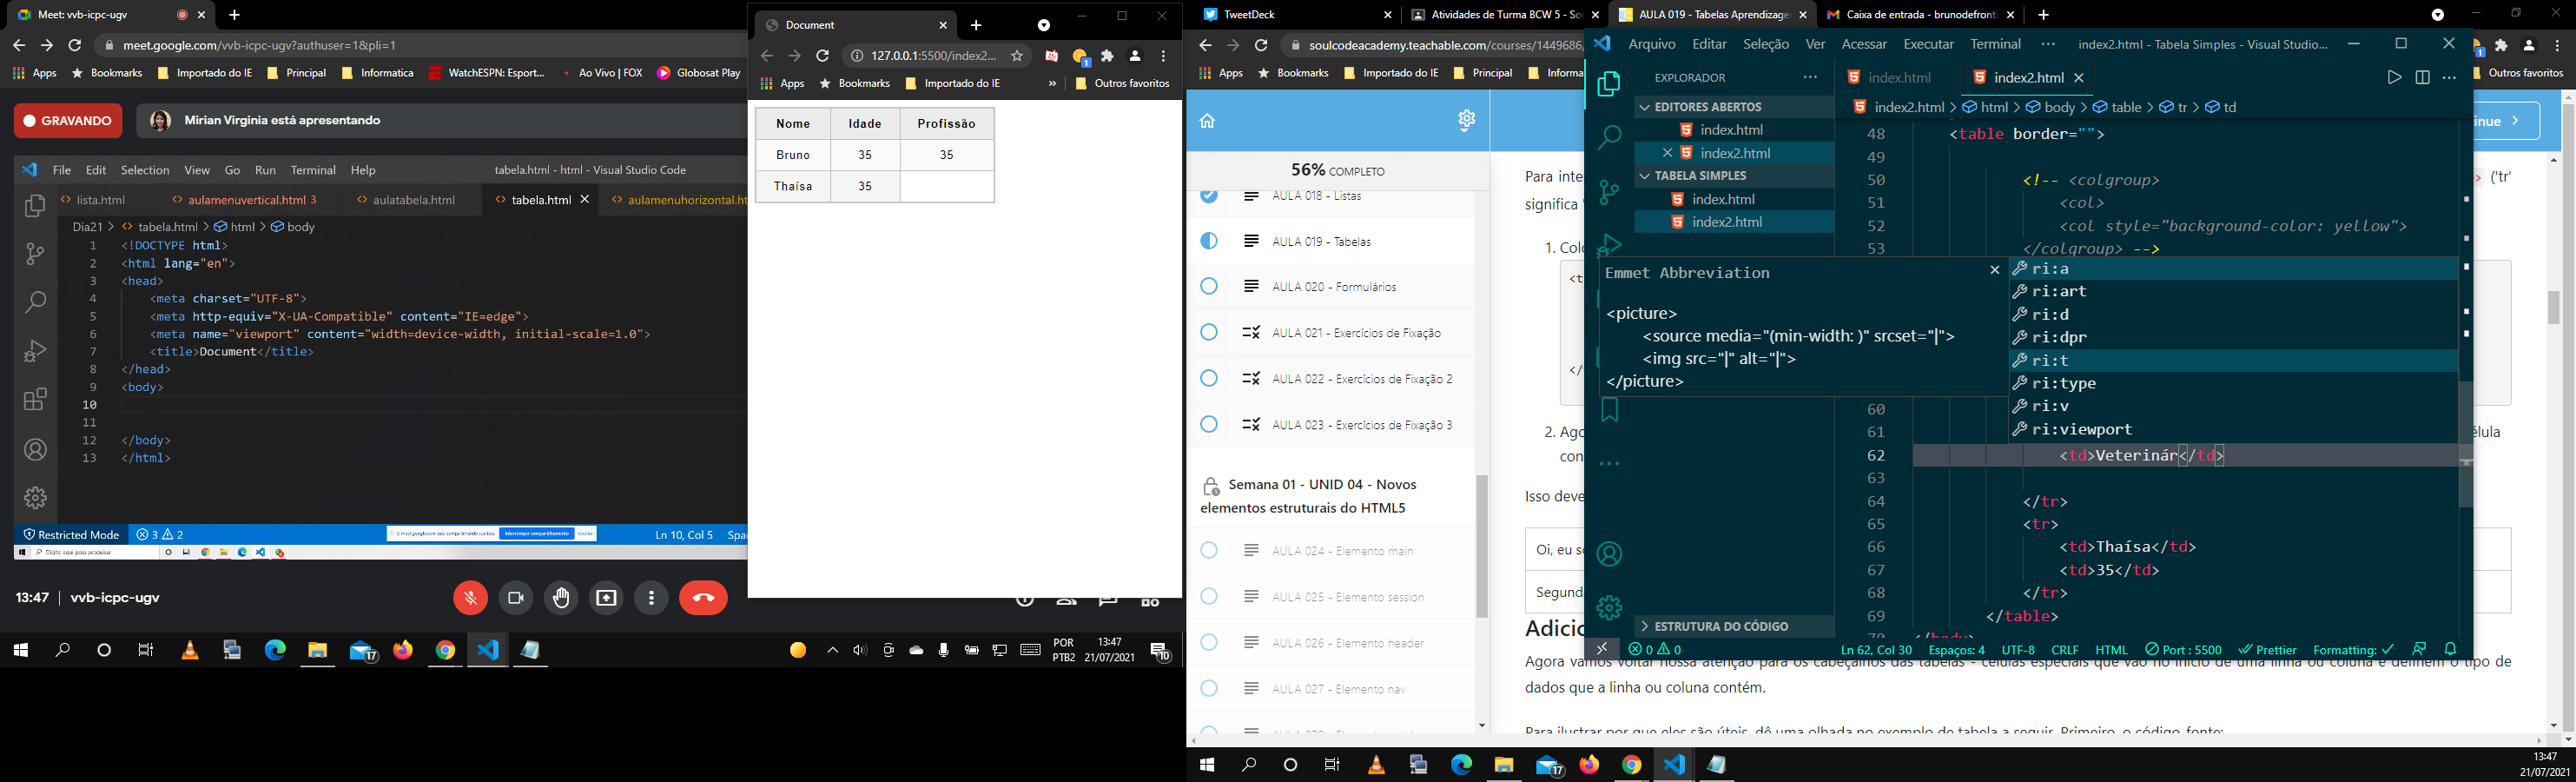 Meet: vvb-icpc-ugv
meet.google.com/vvb-icpc-ugv?authuser=1&pli=1
Apps Bookmarks Importado do IE Principal Informatica WatchESPN: Esport... Ao Vivo | FOX Globosat Play
GRAVANDO
Mirian Virginia está apresentando
File Edit Selection View Go Run Terminal Help
tabela.html - html - Visual Studio Code
lista.html aulamenuvertical.html 3 aulatabela.html tabela.html aulamenuhorizontal.ht
Dia21 > tabela.html > html > body
1 <!DOCTYPE html>
2 <html lang="en">
3 <head>
4 <meta charset="UTF-8">
5 <meta http-equiv="X-UA-Compatible" content="IE=edge">
6 <meta name="viewport" content="width=device-width, initial-scale=1.0">
7 <title>Document</title>
8 </head>
9 <body>
10
11
12 </body>
13 </html>
Restricted Mode 3 2
Ln 10, Col 5
Digite aqui para pesquisar
13:47 | vvb-icpc-ugv
17
POR
PTB2
13:47
21/07/2021
10
Document
127.0.0.1:5500/index2...
1
Apps Bookmarks Importado do IE » Outros favoritos
Nome Idade Profissão
Bruno 35 35
Thaísa 35
TweetDeck
Atividades de Turma BCW 5 - So
AULA 019 - Tabelas Aprendizage
Caixa de entrada - brunodefront
soulcodeacademy.teachable.com/courses/1449686/
Apps Bookmarks Importado do IE Principal Informa
Outros favoritos
56% COMPLETO
AULA 018 - Listas
AULA 019 - Tabelas
AULA 020 - Formulários
AULA 021 - Exercícios de Fixação
AULA 022 - Exercícios de Fixação 2
AULA 023 - Exercícios de Fixação 3
Semana 01 - UNID 04 - Novos
elementos estruturais do HTML5
AULA 024 - Elemento main
AULA 025 - Elemento session
AULA 026 - Elemento header
AULA 027 - Elemento nav
Para inte
('tr'
significa
1. Colo
<t
</
2. Ago
élula
con
Isso deve
Oi, eu so
Segund
Adicio
Agora vamos voltar nossa atenção para os cabeçalhos das tabelas - células especiais que vão no início de uma linha ou coluna e definem o tipo de
dados que a linha ou coluna contém.
Para ilustrar por que eles são úteis, dê uma olhada no exemplo de tabela a seguir. Primeiro, o código-fonte:
Arquivo Editar Seleção Ver Acessar Executar Terminal ···
index2.html - Tabela Simples - Visual Studio...
nue
EXPLORADOR
EDITORES ABERTOS
index.html
index2.html
TABELA SIMPLES
index.html
index2.html
ESTRUTURA DO CÓDIGO
index.html index2.html
index2.html > html > body > table > tr > td
48 <table border="">
49
50 <!-- <colgroup>
51 <col>
52 <col style="background-color: yellow">
53 </colgroup> -->
Emmet Abbreviation
<picture>
<source media="(min-width: )" srcset="|">
<img src="|" alt="|">
</picture>
ri:a
ri:art
ri:d
ri:dpr
ri:t
ri:type
ri:v
ri:viewport
60
61
62 <td>Veterinár</td>
63
64 </tr>
65 <tr>
66 <td>Thaísa</td>
67 <td>35</td>
68 </tr>
69 </table>
0 0
Ln 62, Col 30 Espaços: 4 UTF-8 CRLF HTML Port : 5500 Prettier Formatting:
17
13:47
21/07/2021